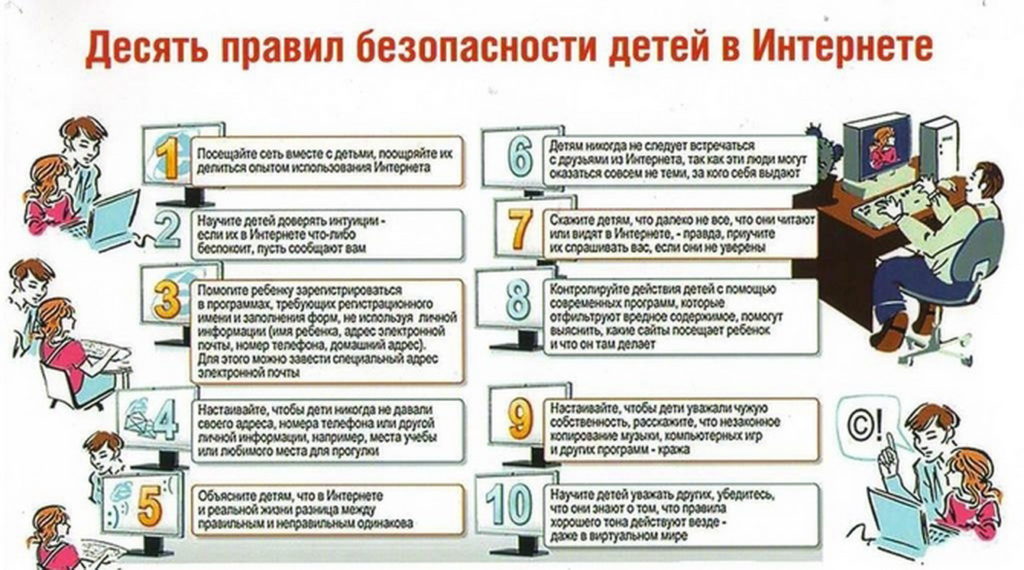 Десять правил безопасности детей в Интернете
1
Посещайте сеть вместе с детьми, поощряйте их
делиться опытом использования Интернета
2
Научите детей доверять интуиции -
если их в Интернете что-либо
беспокоит, пусть сообщают вам
3
Помогите ребенку зарегистрироваться
в программах, требующих регистрационного
имени и заполнения форм, не используя личной
информации (имя ребенка, адрес электронной
почты, номер телефона, домашний адрес).
Для этого можно завести специальный адрес
электронной почты
4
Настаивайте, чтобы дети никогда не давали
своего адреса, номера телефона или другой
личной информации, например, места учебы
или любимого места для прогулки
5
:) :) :(
Объясните детям, что в Интернете
и реальной жизни разница между
правильным и неправильным одинакова
6
Детям никогда не следует встречаться
с друзьями из Интернета, так как эти люди могут
оказаться совсем не теми, за кого себя выдают
7
Скажите детям, что далеко не все, что они читают
или видят в Интернете, - правда, приучите
их спрашивать вас, если они не уверены
8
Контролируйте действия детей с помощью
современных программ, которые
отфильтруют вредное содержимое, помогут
выяснить, какие сайты посещает ребенок
и что он там делает
9
Настаивайте, чтобы дети уважали чужую
собственность, расскажите, что незаконное
копирование музыки, компьютерных игр
и других программ - кража
10
Научите детей уважать других, убедитесь,
что они знают о том, что правила
хорошего тона действуют везде -
даже в виртуальном мире
©!